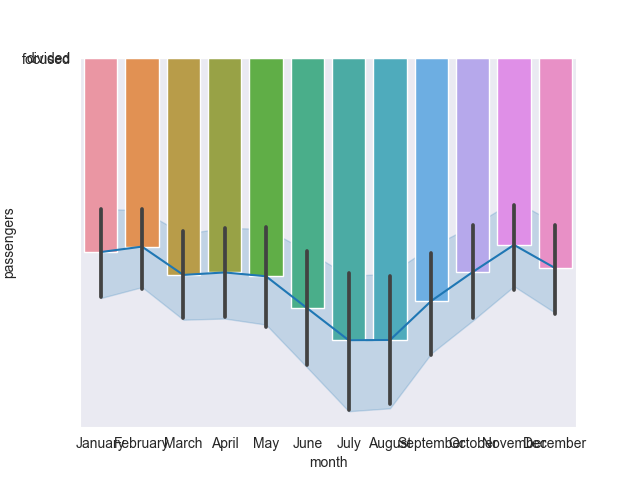 divided
focused
passengers
January
February
March
April
May
June
July
August
September
October
November
December
month